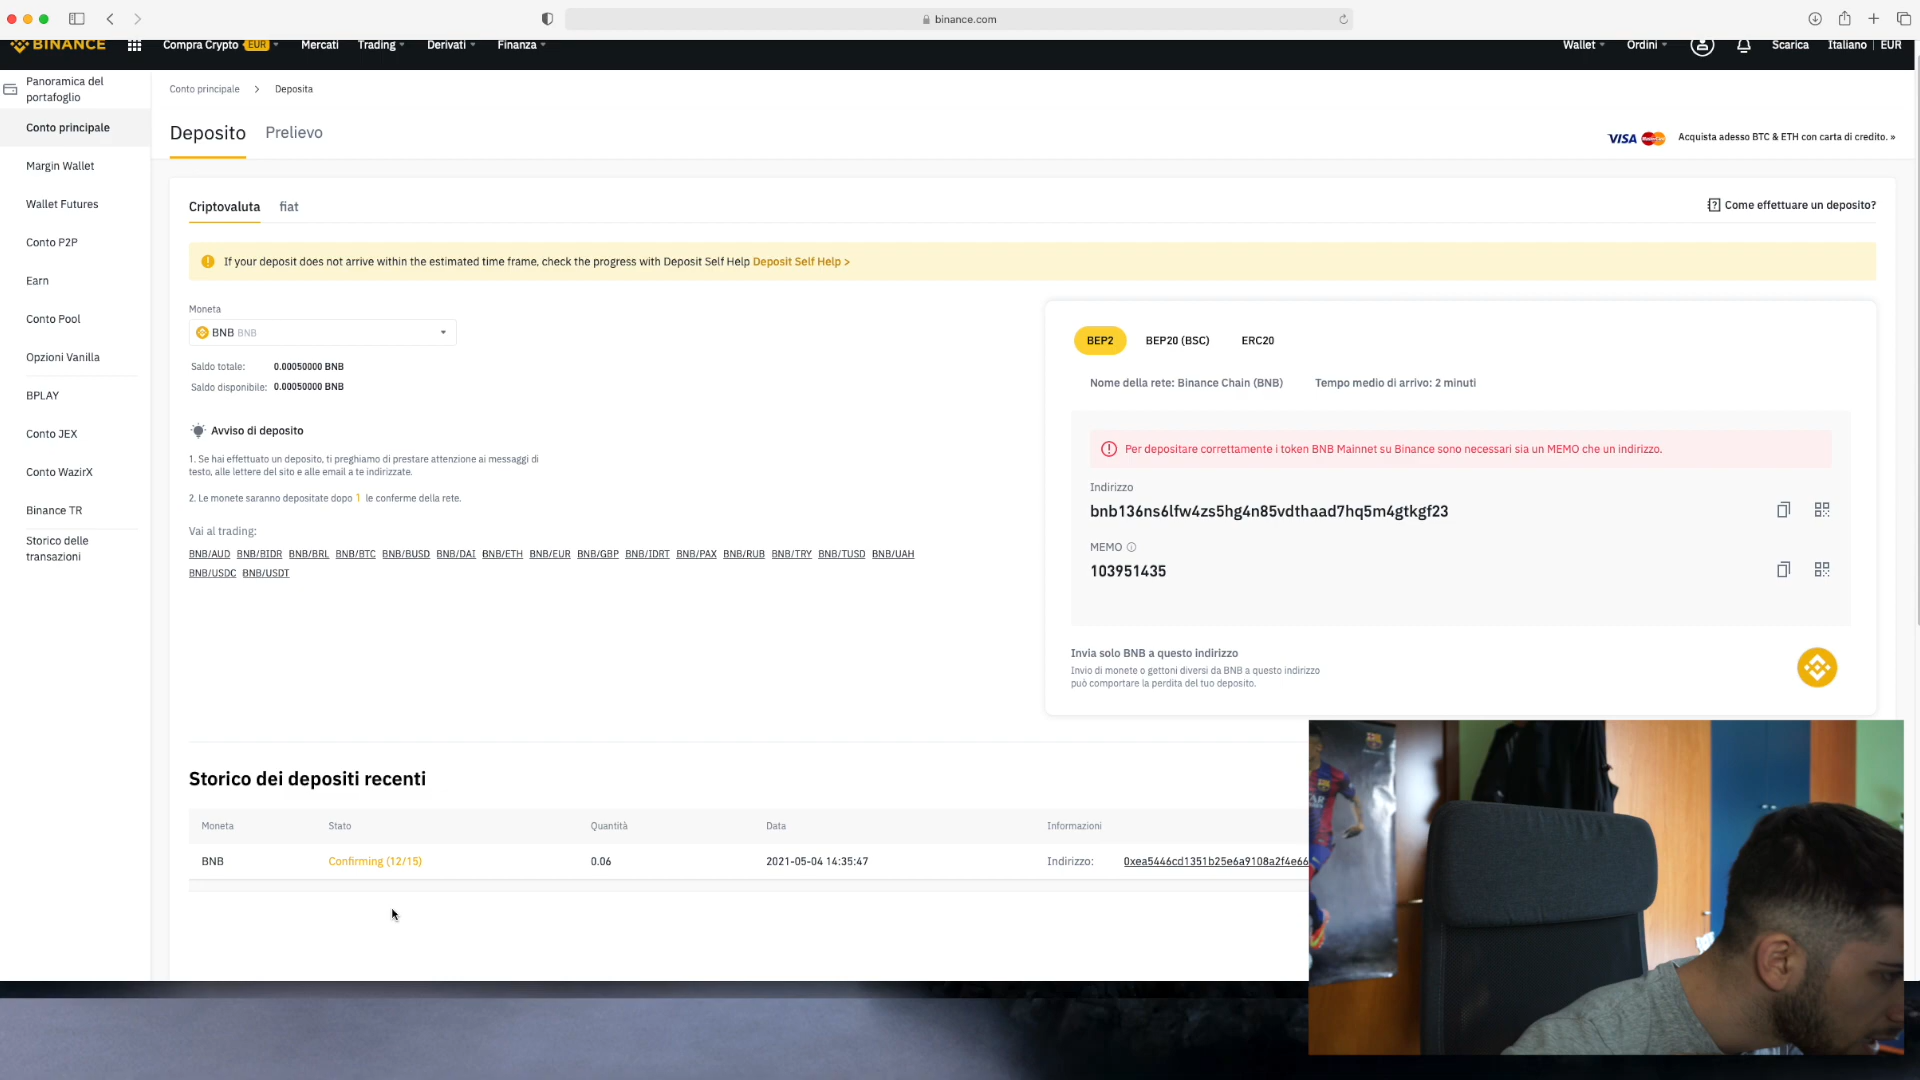 binance.com
BINANCE Compra Crypto EUR Mercati Trading Derivati Finanza Wallet Ordini Scarica Italiano EUR
Panoramica del
portafoglio
Conto principale
Margin Wallet
Wallet Futures
Conto P2P
Earn
Conto Pool
Opzioni Vanilla
BPLAY
Conto JEX
Conto WazirX
Binance TR
Storico delle
transazioni
Conto principale > Deposita
Deposito Prelievo
VISA Acquista adesso BTC & ETH con carta di credito. »
Criptovaluta fiat
Come effettuare un deposito?
If your deposit does not arrive within the estimated time frame, check the progress with Deposit Self Help Deposit Self Help >
Moneta
BNB BNB
Saldo totale: 0.00050000 BNB
Saldo disponibile: 0.00050000 BNB
Avviso di deposito
1. Se hai effettuato un deposito, ti preghiamo di prestare attenzione ai messaggi di
testo, alle lettere del sito e alle email a te indirizzate.
2. Le monete saranno depositate dopo 1 le conferme della rete.
Vai al trading:
BNB/AUD BNB/BIDR BNB/BRL BNB/BTC BNB/BUSD BNB/DAI BNB/ETH BNB/EUR BNB/GBP BNB/IDRT BNB/PAX BNB/RUB BNB/TRY BNB/TUSD BNB/UAH
BNB/USDC BNB/USDT
BEP2 BEP20 (BSC) ERC20
Nome della rete: Binance Chain (BNB) Tempo medio di arrivo: 2 minuti
Per depositare correttamente i token BNB Mainnet su Binance sono necessari sia un MEMO che un indirizzo.
Indirizzo
bnb136ns6lfw4zs5hg4n85vdthaad7hq5m4gtkgf23
MEMO
103951435
Invia solo BNB a questo indirizzo
Invio di monete o gettoni diversi da BNB a questo indirizzo
può comportare la perdita del tuo deposito.
Storico dei depositi recenti
Moneta Stato Quantità Data Informazioni
BNB Confirming (12/15) 0.06 2021-05-04 14:35:47 Indirizzo: 0xea5446cd1351b25e6a9108a2f4e66